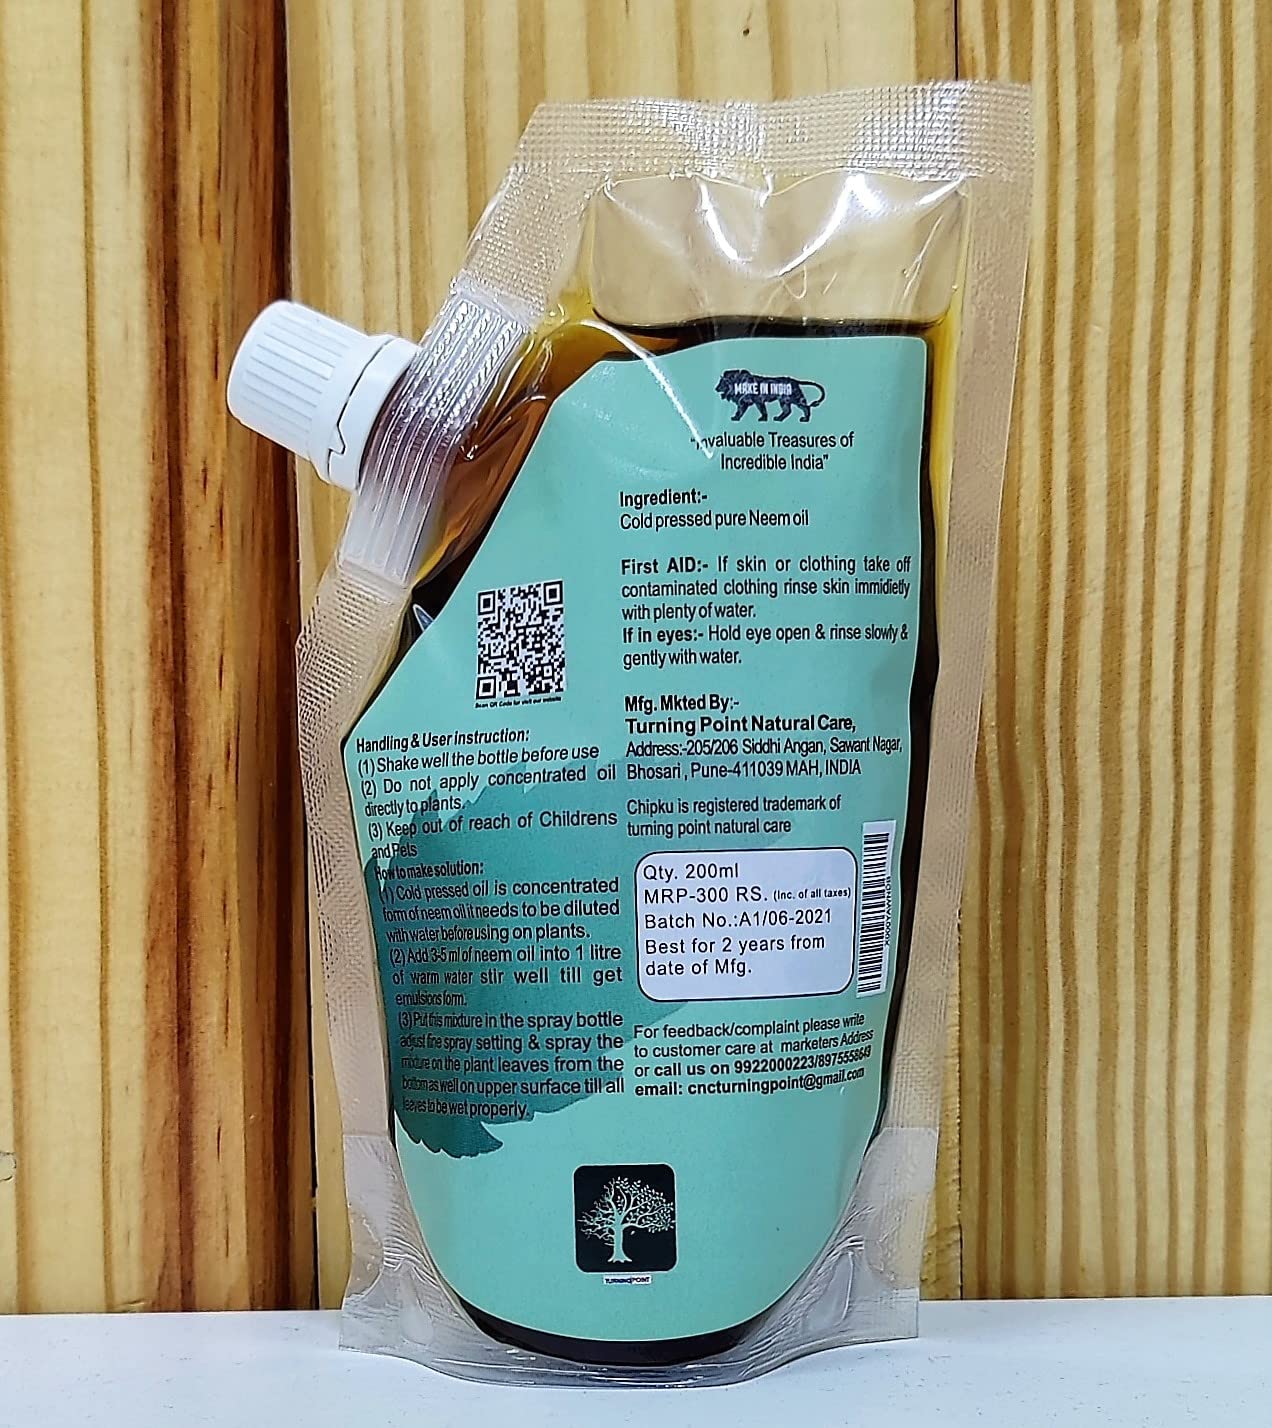 MAKE IN INDIA
"Invaluable Treasures of
Incredible India"
Ingredient:-
Cold pressed pure Neem oil
First AID:- If skin or clothing take off
contaminated clothing rinse skin immidietly
with plenty of water.
If in eyes:- Hold eye open & rinse slowly &
gently with water.
Mfg. Mkted By:-
Turning Point Natural Care,
Address:-205/206 Siddhi Angan, Sawant Nagar,
Bhosari , Pune-411039 MAH, INDIA
Chipku is registered trademark of
turning point natural care
Qty. 200ml
MRP-300 RS. (Inc. of all taxes)
Batch No.:A1/06-2021
Best for 2 years from
date of Mfg.
For feedback/complaint please write
to customer care at marketers Address
or call us on 9922000223/8975558649
email: cncturningpoint@gmail.com
Scan QR Code for visit our website
Handling & User instruction:
(1) Shake well the bottle before use
(2) Do not apply concentrated oil
directly to plants.
(3) Keep out of reach of Childrens
and Pets
How to make solution:
(1) Cold pressed oil is concentrated
form of neem oil it needs to be diluted
with water before using on plants.
(2) Add 3-5 ml of neem oil into 1 litre
of warm water stir well till get
emulsions form.
(3) Put this mixture in the spray bottle
adjust fine spray setting & spray the
mixture on the plant leaves from the
bottom as well on upper surface till all
leaves to be wet properly.
TURNING POINT